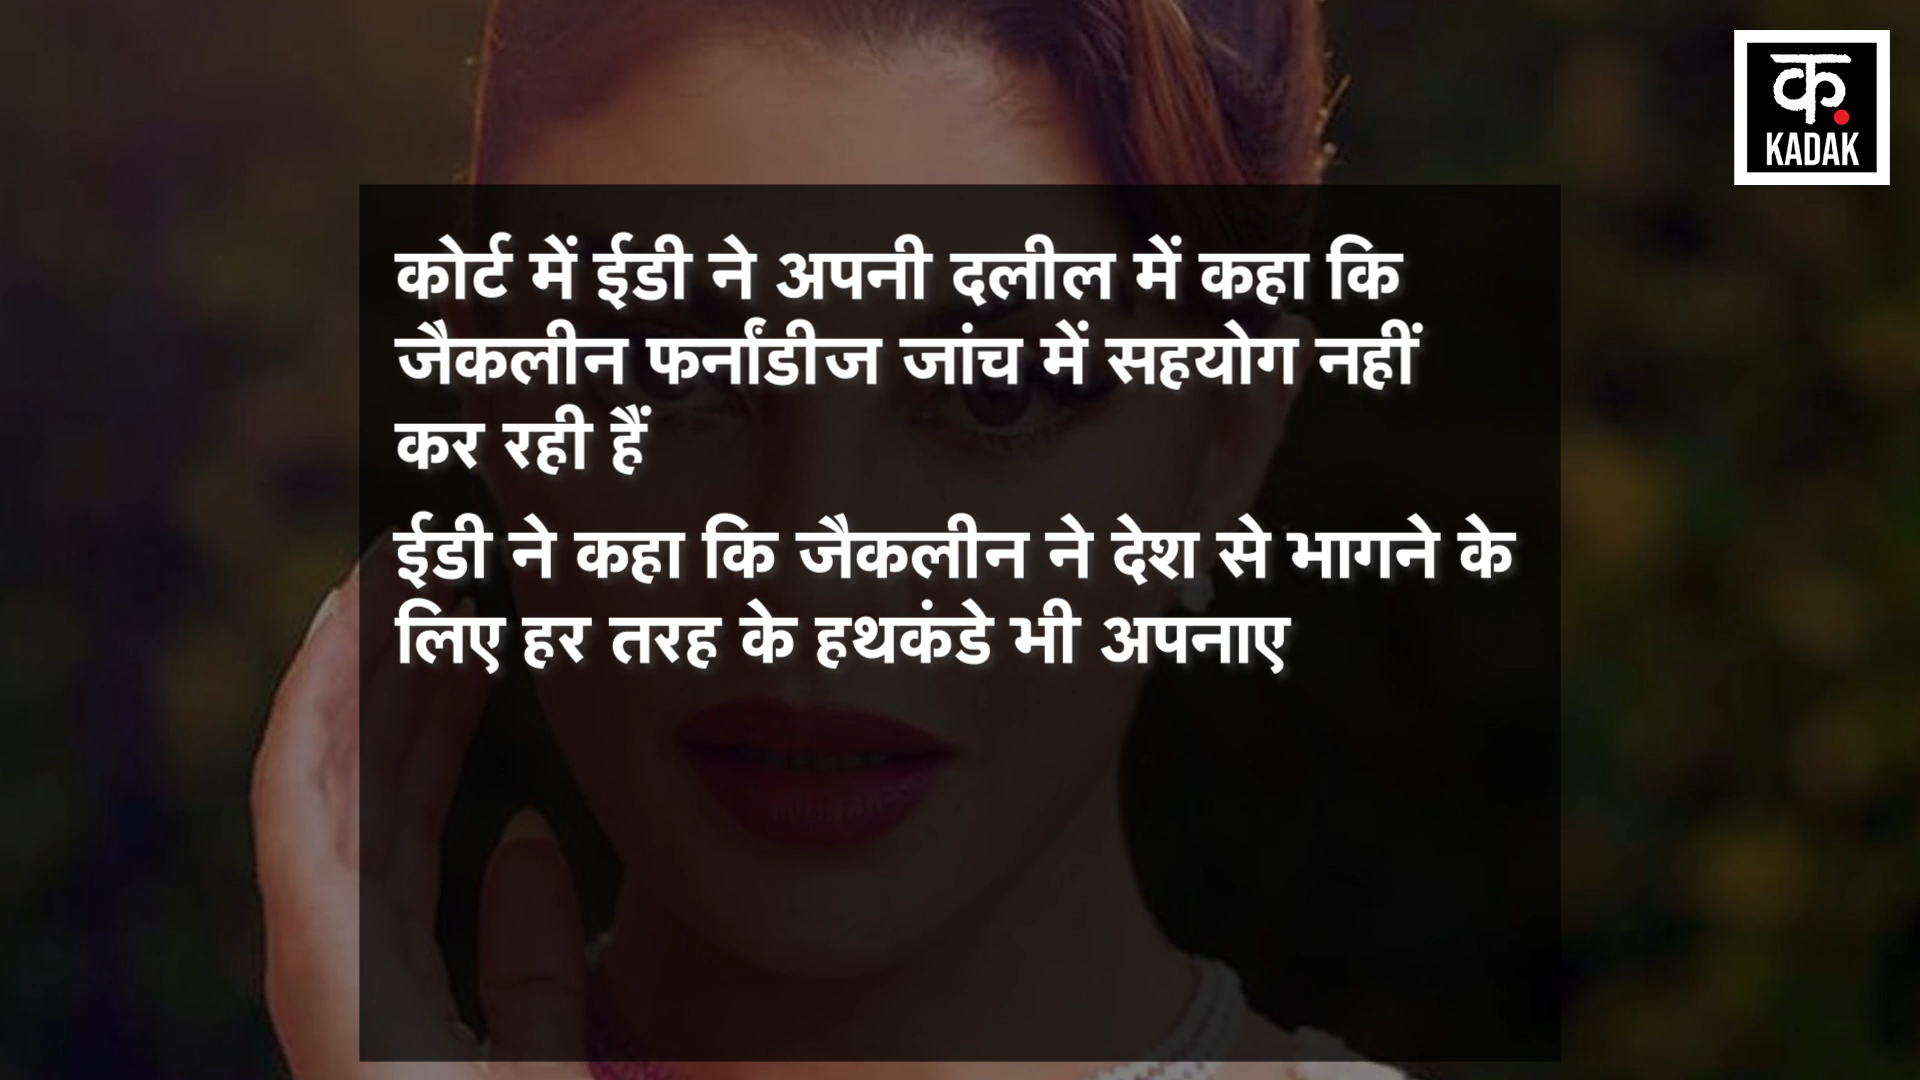 क
KADAK
कोर्ट में ईडी ने अपनी दलील में कहा कि
जैकलीन फर्नांडीज जांच में सहयोग नहीं
कर रही हैं
ईडी ने कहा कि जैकलीन ने देश से भागने के
लिए हर तरह के हथकंडे भी अपनाए